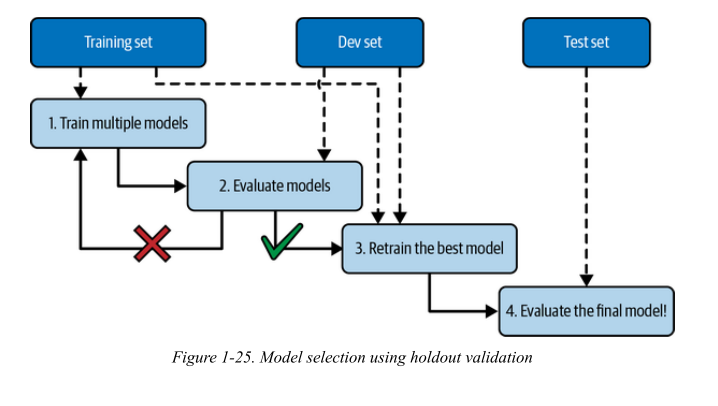 Training set
Dev set
Test set
1. Train multiple models
2. Evaluate models
3. Retrain the best model
4. Evaluate the final model!
Figure 1-25. Model selection using holdout validation